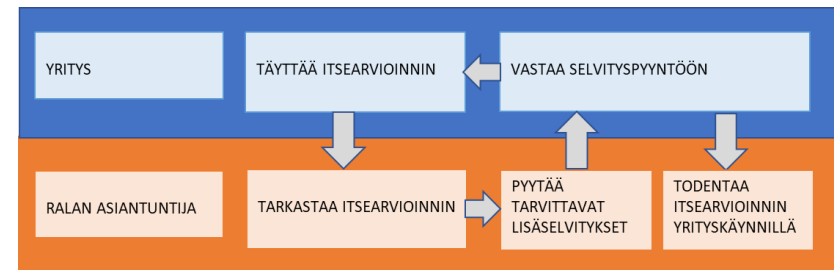 YRITYS
TÄYTTÄÄ ITSEARVIOINNIN
VASTAA SELVITYSPYYNTÖÖN
RALAN ASIANTUNTIJA
TARKASTAA ITSEARVIOINNIN
PYYTÄÄ
TARVITTAVAT
LISÄSELVITYKSET
TODENTAA
ITSEARVIOINNIN
YRITYSKÄYNNILLÄ